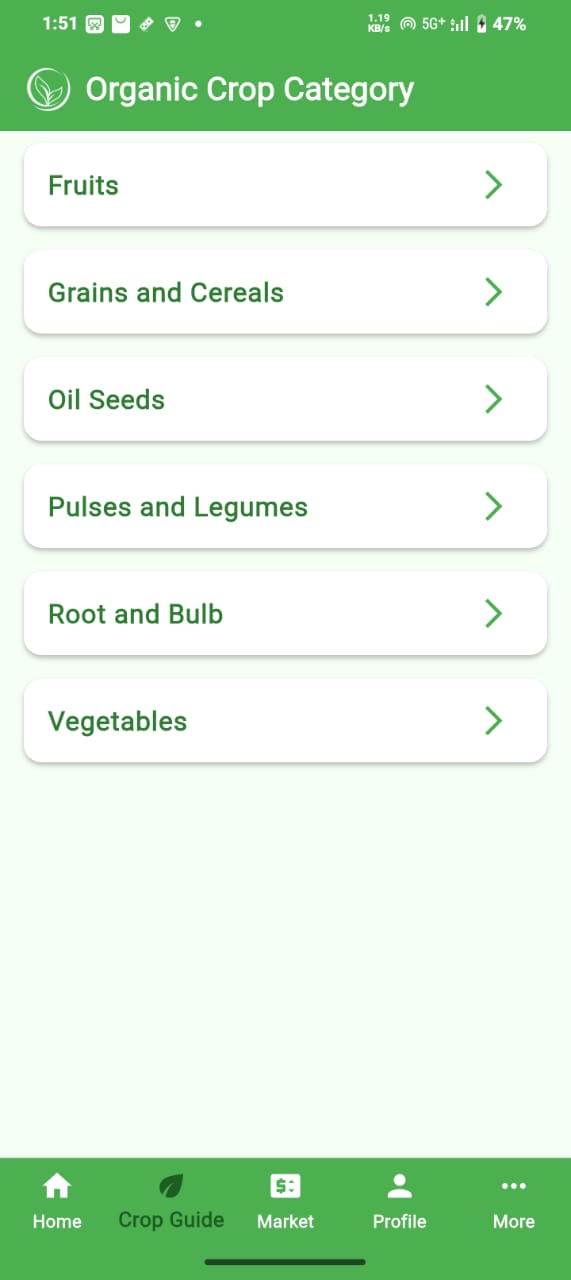 1:51
1.19
KB/s
5G+
47%
Organic Crop Category
Fruits
Grains and Cereals
Oil Seeds
Pulses and Legumes
Root and Bulb
Vegetables
Home
Crop Guide
Market
Profile
More